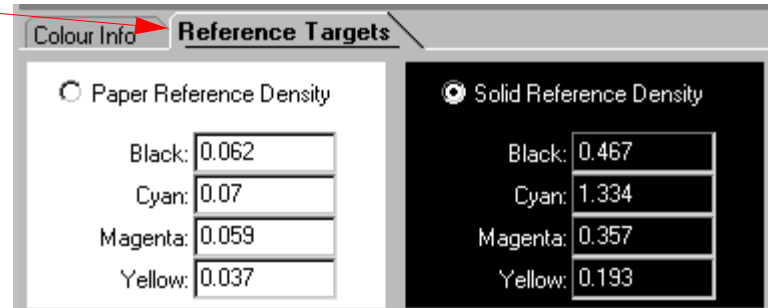 Colour Info Reference Targets
Paper Reference Density
Black: 0.062
Cyan: 0.07
Magenta: 0.059
Yellow: 0.037
Solid Reference Density
Black: 0.467
Cyan: 1.334
Magenta: 0.357
Yellow: 0.193